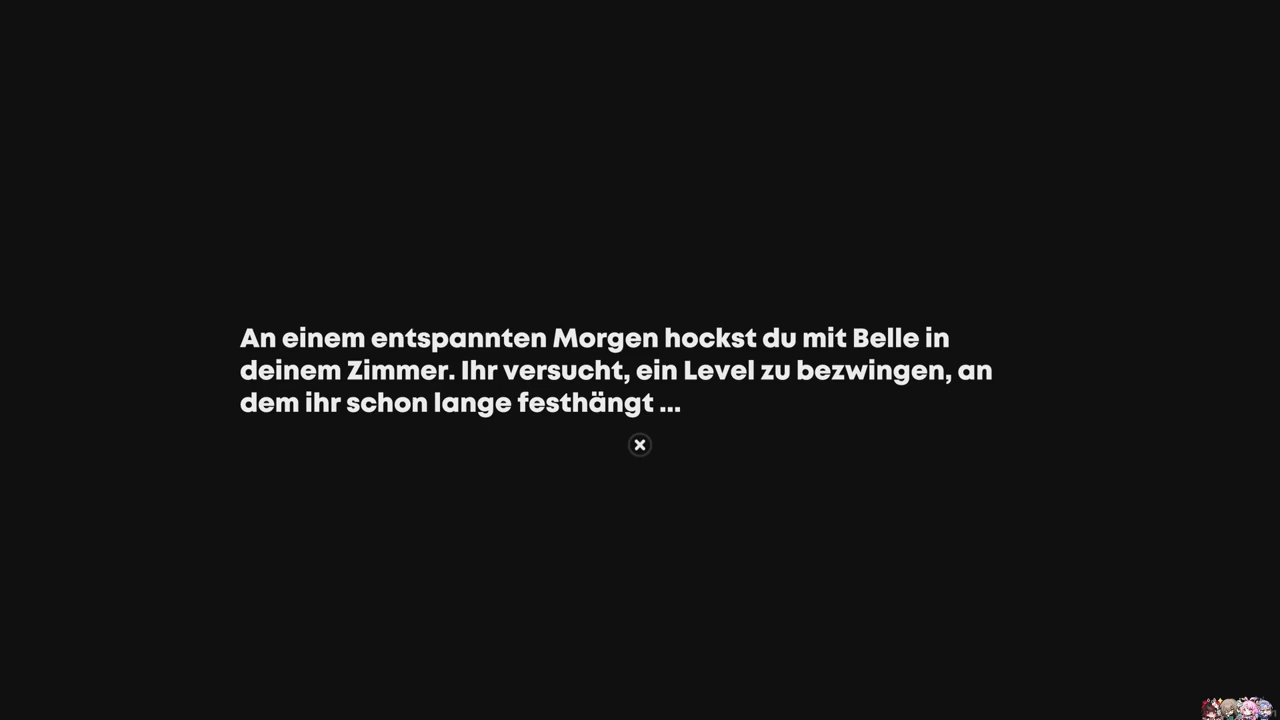 An einem entspannten Morgen hockst du mit Belle in
deinem Zimmer. Ihr versucht, ein Level zu bezwingen, an
dem ihr schon lange festhängt ...